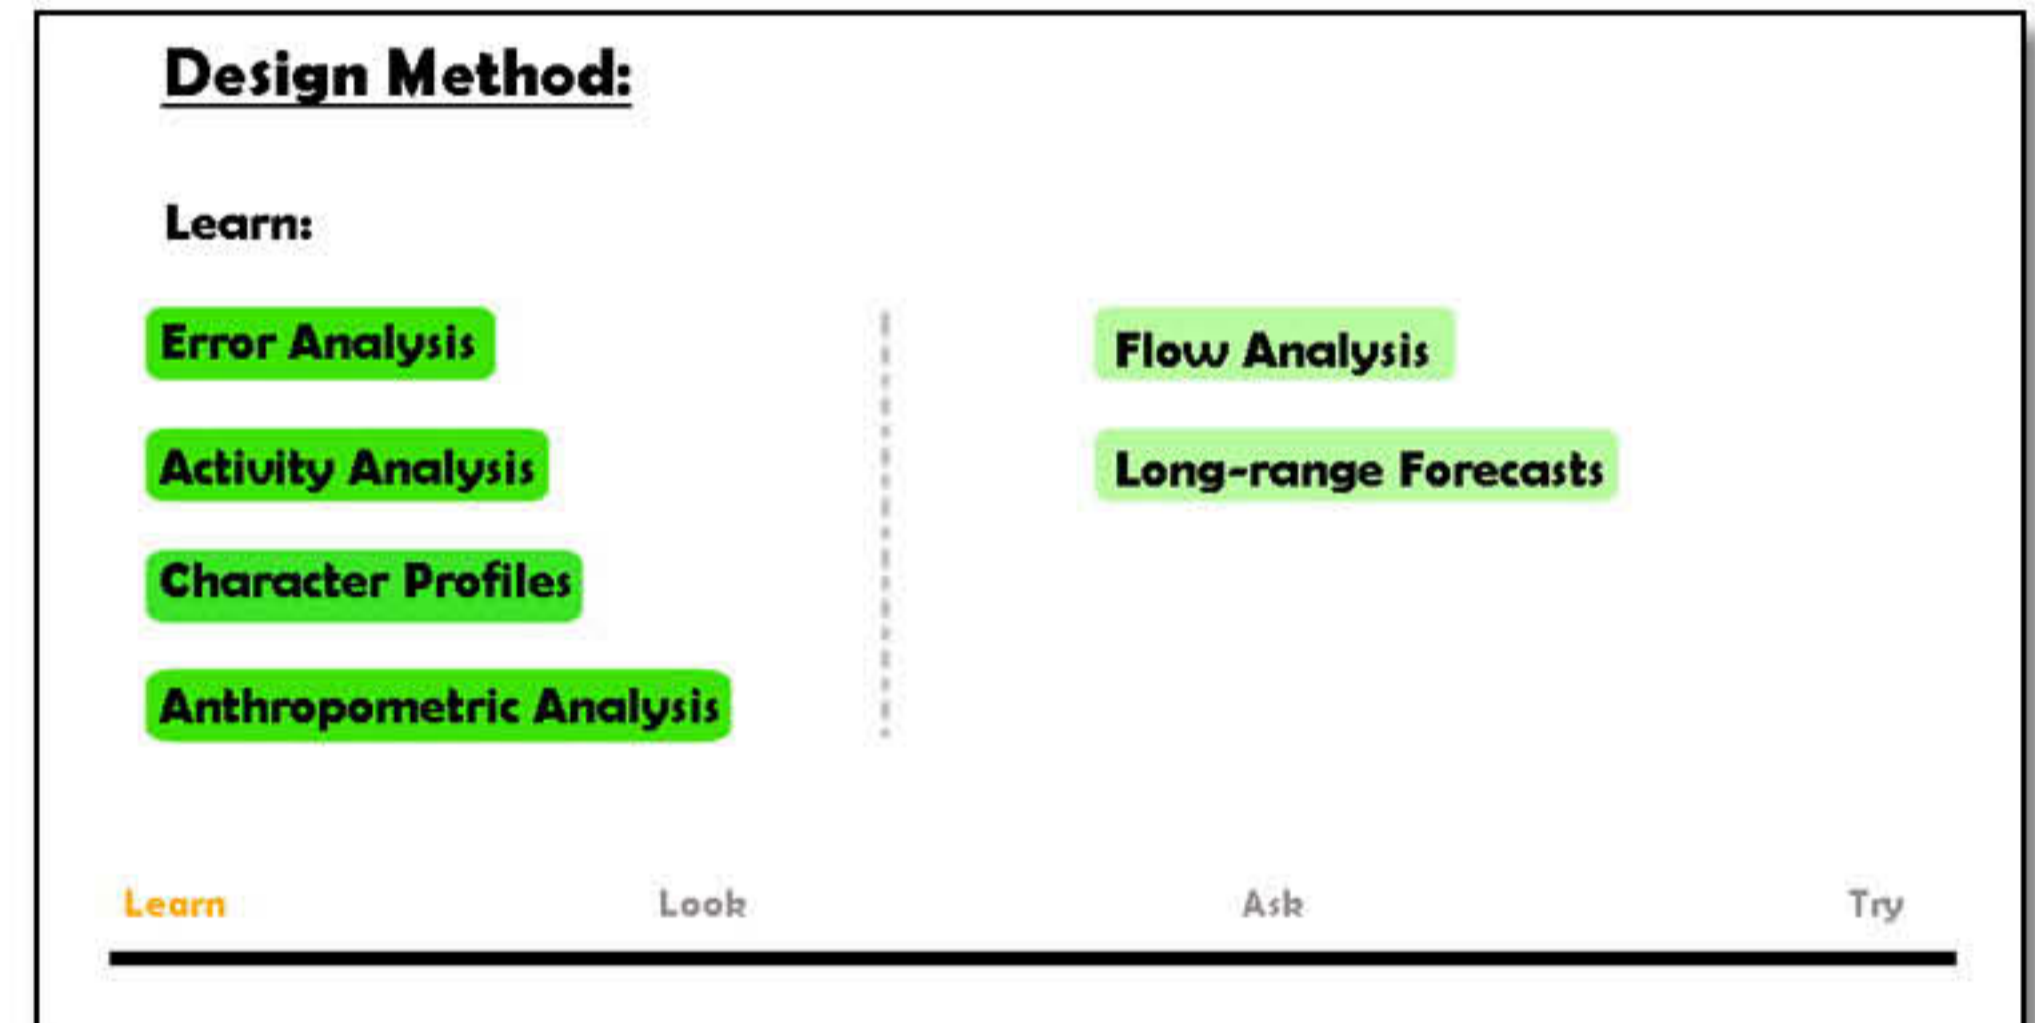 Design Method:
Learn:
Error Analysis
Activity Analysis
Character Profiles
Anthropometric Analysis
Flow Analysis
Long-range Forecasts
Learn
Look
Ask
Try